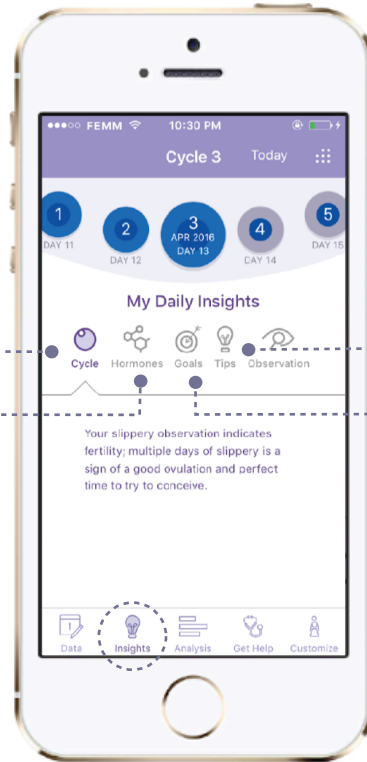 FEMM 10:30 PM
Cycle 3 Today
1 2 3 4 5
APR 2016
DAY 11 DAY 12 DAY 13 DAY 14 DAY 15
My Daily Insights
Cycle Hormones Goals Tips Observation
Your slippery observation indicates
fertility; multiple days of slippery is a
sign of a good ovulation and perfect
time to try to conceive.
1
Data Insights Analysis Get Help Customize